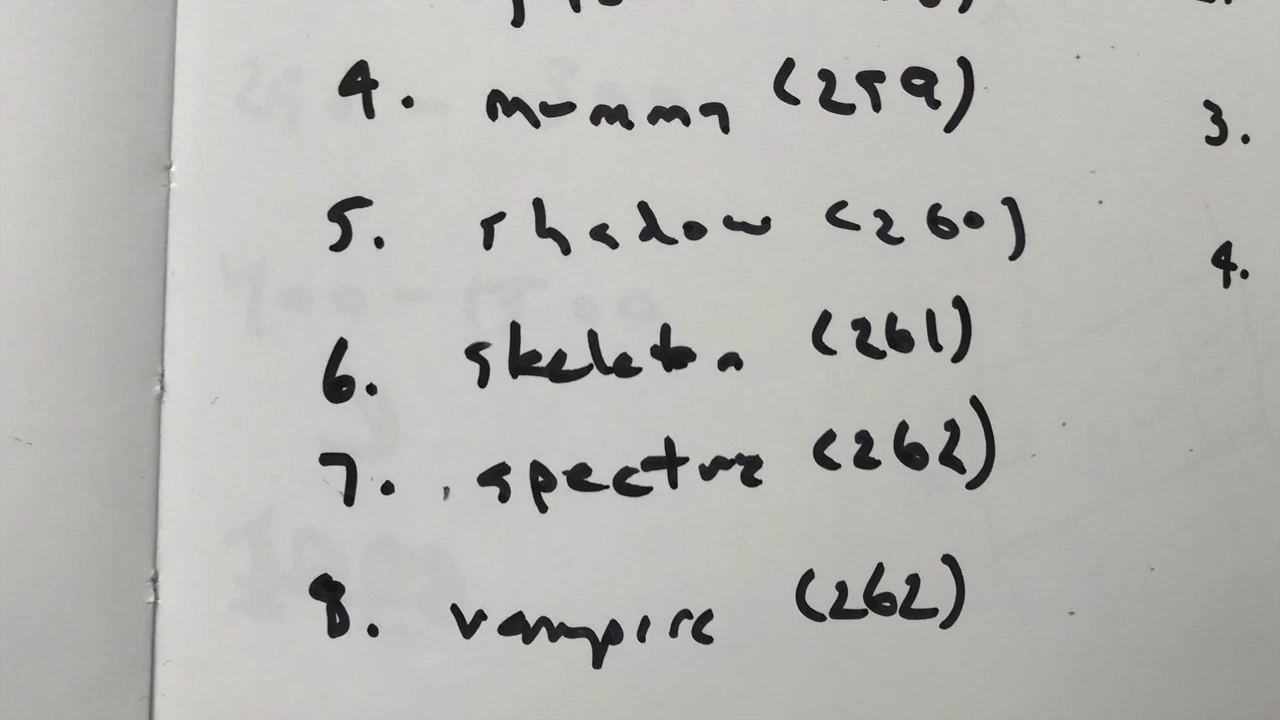 4. mummy (259)
5. shadow (260)
6. skeleton (261)
7. spectre (262)
8. vampire (262)
3.
4.